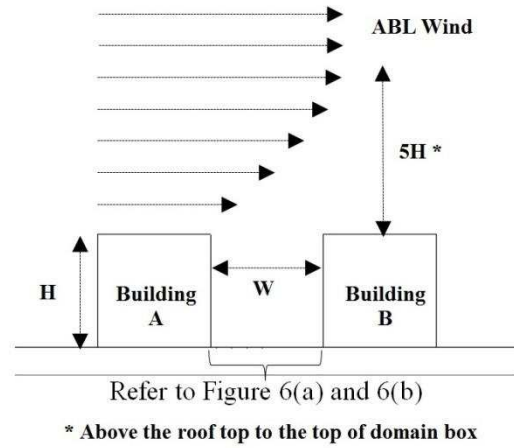 ABL Wind
5H *
H
Building
A
W
Building
B
Refer to Figure 6(a) and 6(b)
* Above the roof top to the top of domain box